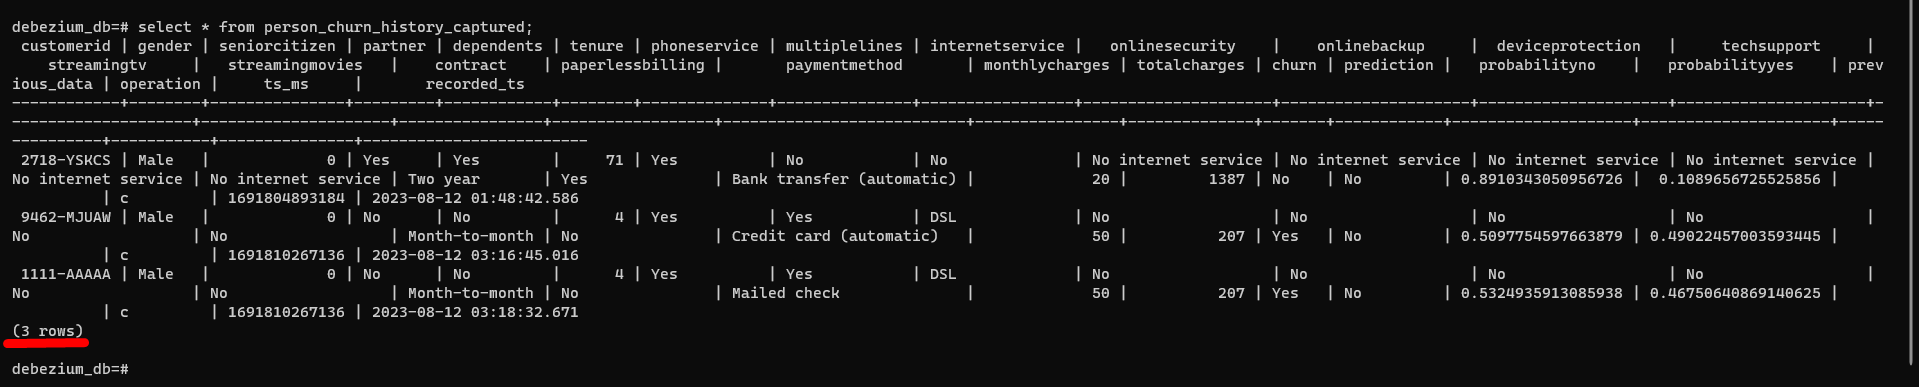 debezium_db=# select * from person_churn_history_captured;
 customerid | gender | seniorcitizen | partner | dependents | tenure | phoneservice | multiplelines | internetservice |   onlinesecurity    |    onlinebackup     |  deviceprotection   |     techsupport     |
    streamingtv     |   streamingmovies   |    contract    | paperlessbilling |       paymentmethod        | monthlycharges | totalcharges | churn | prediction |   probabilityno    |   probabilityyes    | prev
ious_data | operation |     ts_ms     |       recorded_ts
------------+--------+---------------+---------+------------+--------+--------------+---------------+-----------------+---------------------+---------------------+---------------------+---------------------+-
--------------------+---------------------+----------------+------------------+---------------------------+----------------+--------------+-------+------------+--------------------+---------------------+-----
----------+-----------+---------------+-------------------------
 2718-YSKCS | Male   |             0 | Yes     | Yes        |     71 | Yes          | No            | No              | No internet service | No internet service | No internet service | No internet service |
No internet service | No internet service | Two year       | Yes              | Bank transfer (automatic) |             20 |         1387 | No    | No         | 0.8910343050956726 |  0.1089656725525856 |
          | c         | 1691804893184 | 2023-08-12 01:48:42.586
 9462-MJUAW | Male   |             0 | No      | No         |      4 | Yes          | Yes           | DSL             | No                  | No                  | No                  | No                  |
No                  | No                  | Month-to-month | No               | Credit card (automatic)   |             50 |          207 | Yes   | No         | 0.5097754597663879 | 0.49022457003593445 |
          | c         | 1691810267136 | 2023-08-12 03:16:45.016
 1111-AAAAA | Male   |             0 | No      | No         |      4 | Yes          | Yes           | DSL             | No                  | No                  | No                  | No                  |
No                  | No                  | Month-to-month | No               | Mailed check              |             50 |          207 | Yes   | No         | 0.5324935913085938 | 0.46750640869140625 |
          | c         | 1691810267136 | 2023-08-12 03:18:32.671
(3 rows)
debezium_db=#